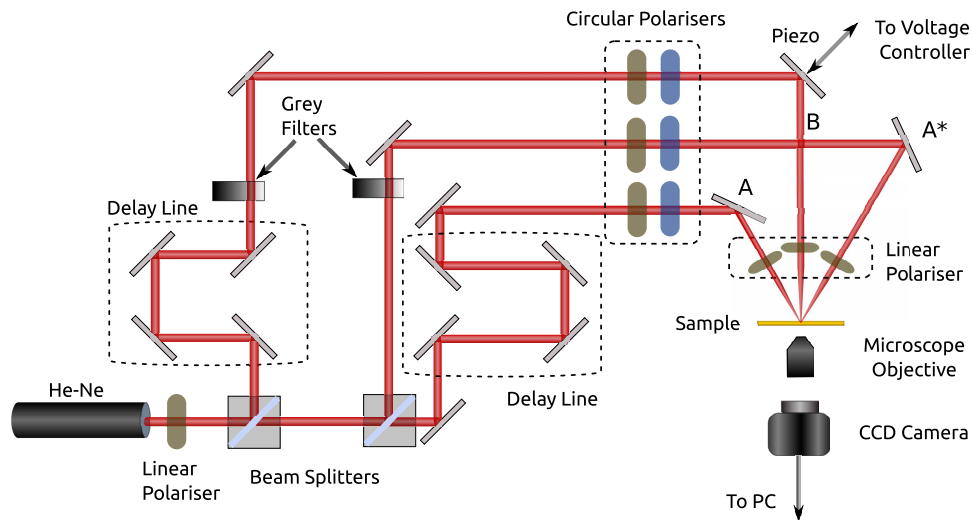 Circular Polarisers
Piezo
To Voltage
Controller
Grey
Filters
B
A*
A
Delay Line
Linear
Polariser
Sample
Microscope
Objective
He-Ne
Delay Line
CCD Camera
Linear
Polariser
Beam Splitters
To PC